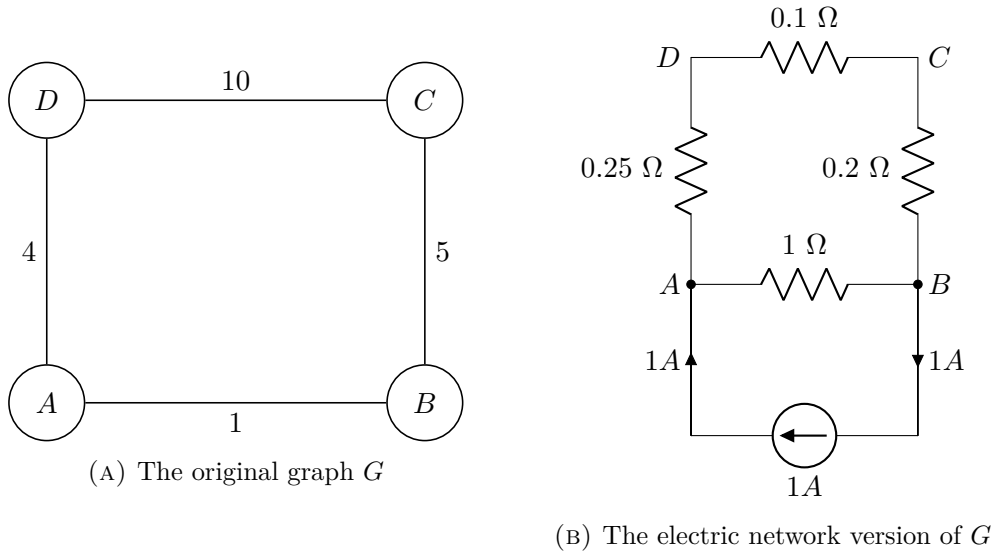 D
10
C
4
5
A
1
B
(A) The original graph G
0.1 Ω
D
C
0.25 Ω
0.2 Ω
1 Ω
A
B
1A
1A
1A
(B) The electric network version of G